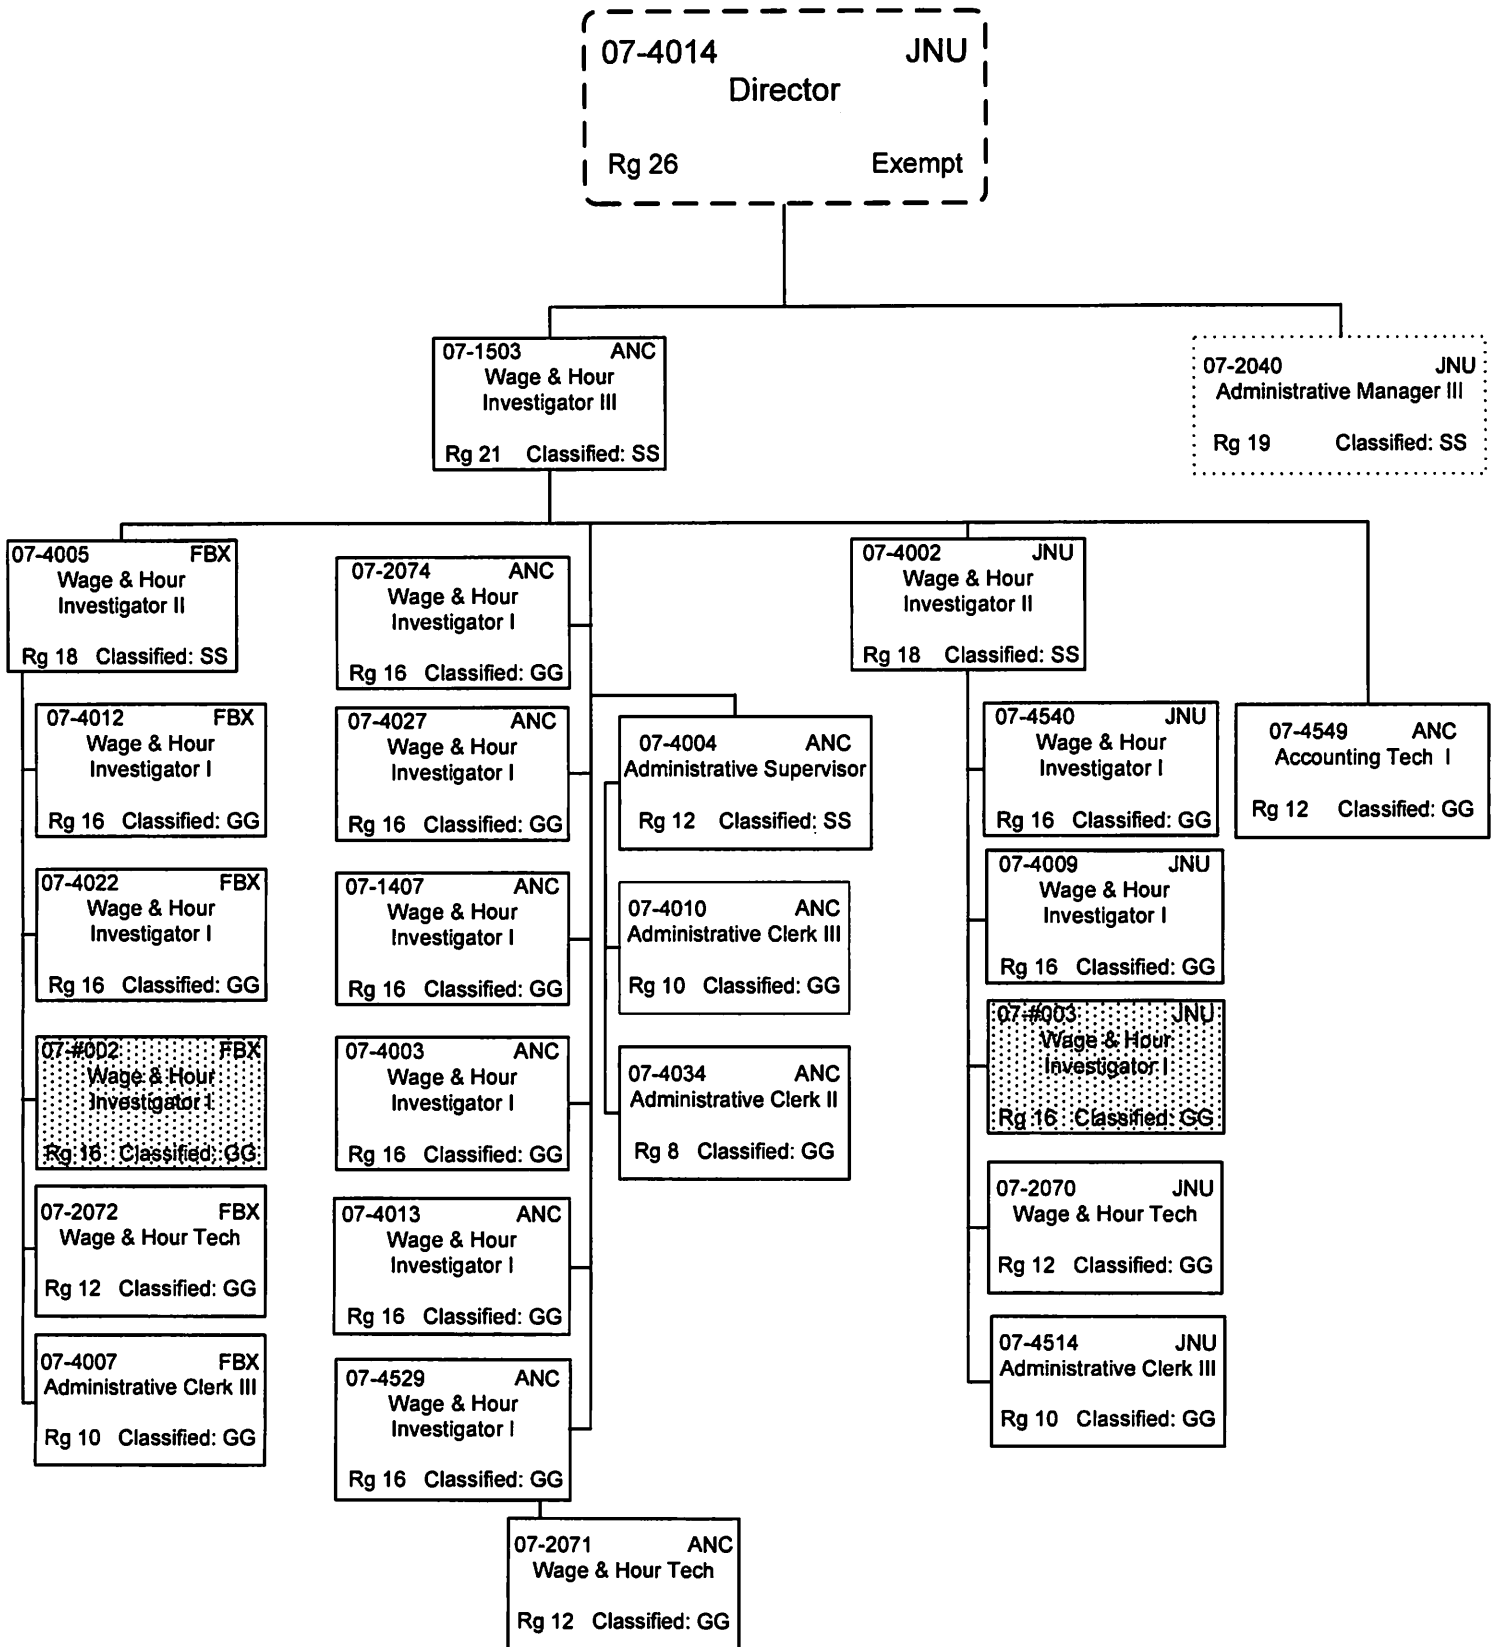 07-4014 JNU
Director
Rg 26 Exempt
07-1503 ANC
Wage & Hour
Investigator III
Rg 21 Classified: SS
07-2040 JNU
Administrative Manager III
Rg 19 Classified: SS
07-4005 FBX
Wage & Hour
Investigator II
Rg 18 Classified: SS
07-4012 FBX
Wage & Hour
Investigator I
Rg 16 Classified: GG
07-4022 FBX
Wage & Hour
Investigator I
Rg 16 Classified: GG
07-#002 FBX
Wage & Hour
Investigator I
Rg 16 Classified: GG
07-2072 FBX
Wage & Hour Tech
Rg 12 Classified: GG
07-4007 FBX
Administrative Clerk III
Rg 10 Classified: GG
07-2074 ANC
Wage & Hour
Investigator I
Rg 16 Classified: GG
07-4027 ANC
Wage & Hour
Investigator I
Rg 16 Classified: GG
07-1407 ANC
Wage & Hour
Investigator I
Rg 16 Classified: GG
07-4003 ANC
Wage & Hour
Investigator I
Rg 16 Classified: GG
07-4013 ANC
Wage & Hour
Investigator I
Rg 16 Classified: GG
07-4529 ANC
Wage & Hour
Investigator I
Rg 16 Classified: GG
07-2071 ANC
Wage & Hour Tech
Rg 12 Classified: GG
07-4004 ANC
Administrative Supervisor
Rg 12 Classified: SS
07-4010 ANC
Administrative Clerk III
Rg 10 Classified: GG
07-4034 ANC
Administrative Clerk II
Rg 8 Classified: GG
07-4002 JNU
Wage & Hour
Investigator II
Rg 18 Classified: SS
07-4540 JNU
Wage & Hour
Investigator I
Rg 16 Classified: GG
07-4009 JNU
Wage & Hour
Investigator I
Rg 16 Classified: GG
07-#003 JNU
Wage & Hour
Investigator I
Rg 16 Classified: GG
07-2070 JNU
Wage & Hour Tech
Rg 12 Classified: GG
07-4514 JNU
Administrative Clerk III
Rg 10 Classified: GG
07-4549 ANC
Accounting Tech I
Rg 12 Classified: GG